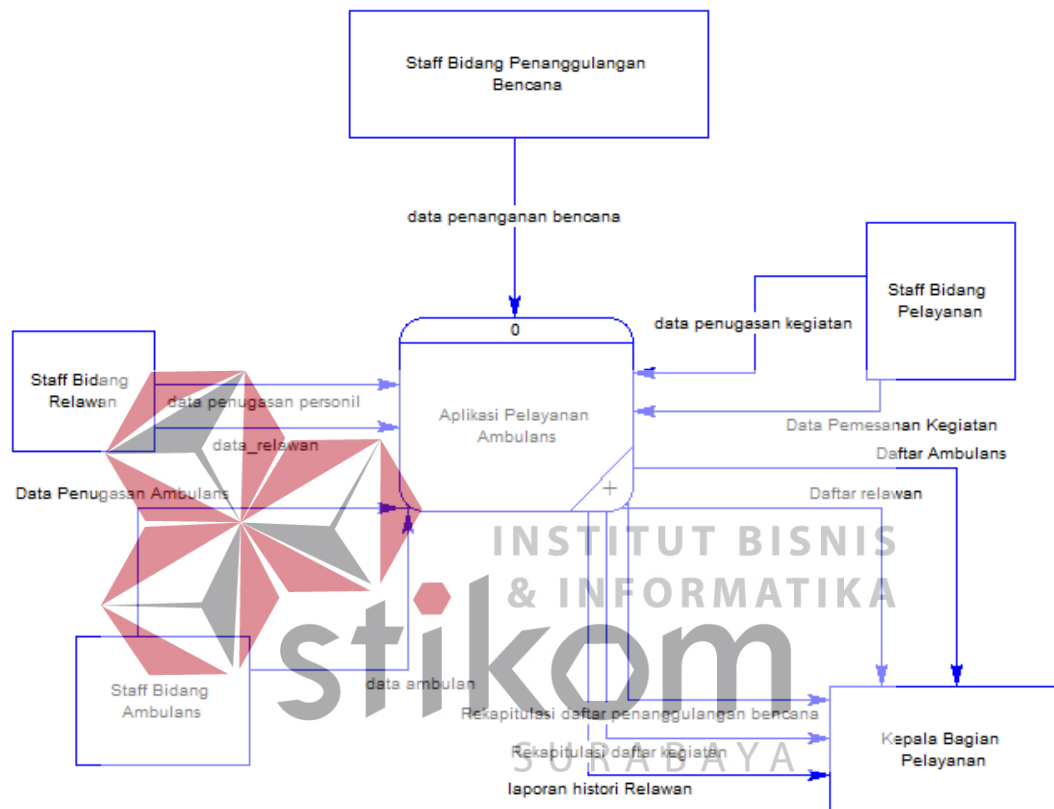 Staff Bidang Penanggulangan
Bencana
data penanganan bencana
Staff Bidang
Pelayanan
data penugasan kegiatan
0
Staff Bidang
Relawan
data penugasan personil
data_relawan
Aplikasi Pelayanan
Ambulans
+
Data Pemesanan Kegiatan
Daftar Ambulans
Daftar relawan
Data Penugasan Ambulans
INSTITUT BISNIS
& INFORMATIKA
stikom
SURABAYA
Staff Bidang
Ambulans
data ambulan
Rekapitulasi daftar penanggulangan bencana
Rekapitulasi daftar kegiatan
laporan histori Relawan
Kepala Bagian
Pelayanan